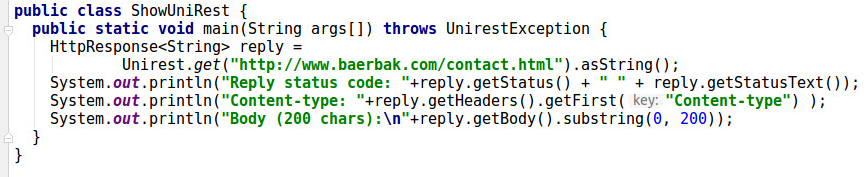 public class ShowUniRest {
  public static void main(String args[]) throws UnirestException {
    HttpResponse<String> reply =
            Unirest.get("http://www.baerbak.com/contact.html").asString();
    System.out.println("Reply status code: "+reply.getStatus() + " " + reply.getStatusText());
    System.out.println("Content-type: "+reply.getHeaders().getFirst( key: "Content-type") );
    System.out.println("Body (200 chars):\n"+reply.getBody().substring(0, 200));
  }
}